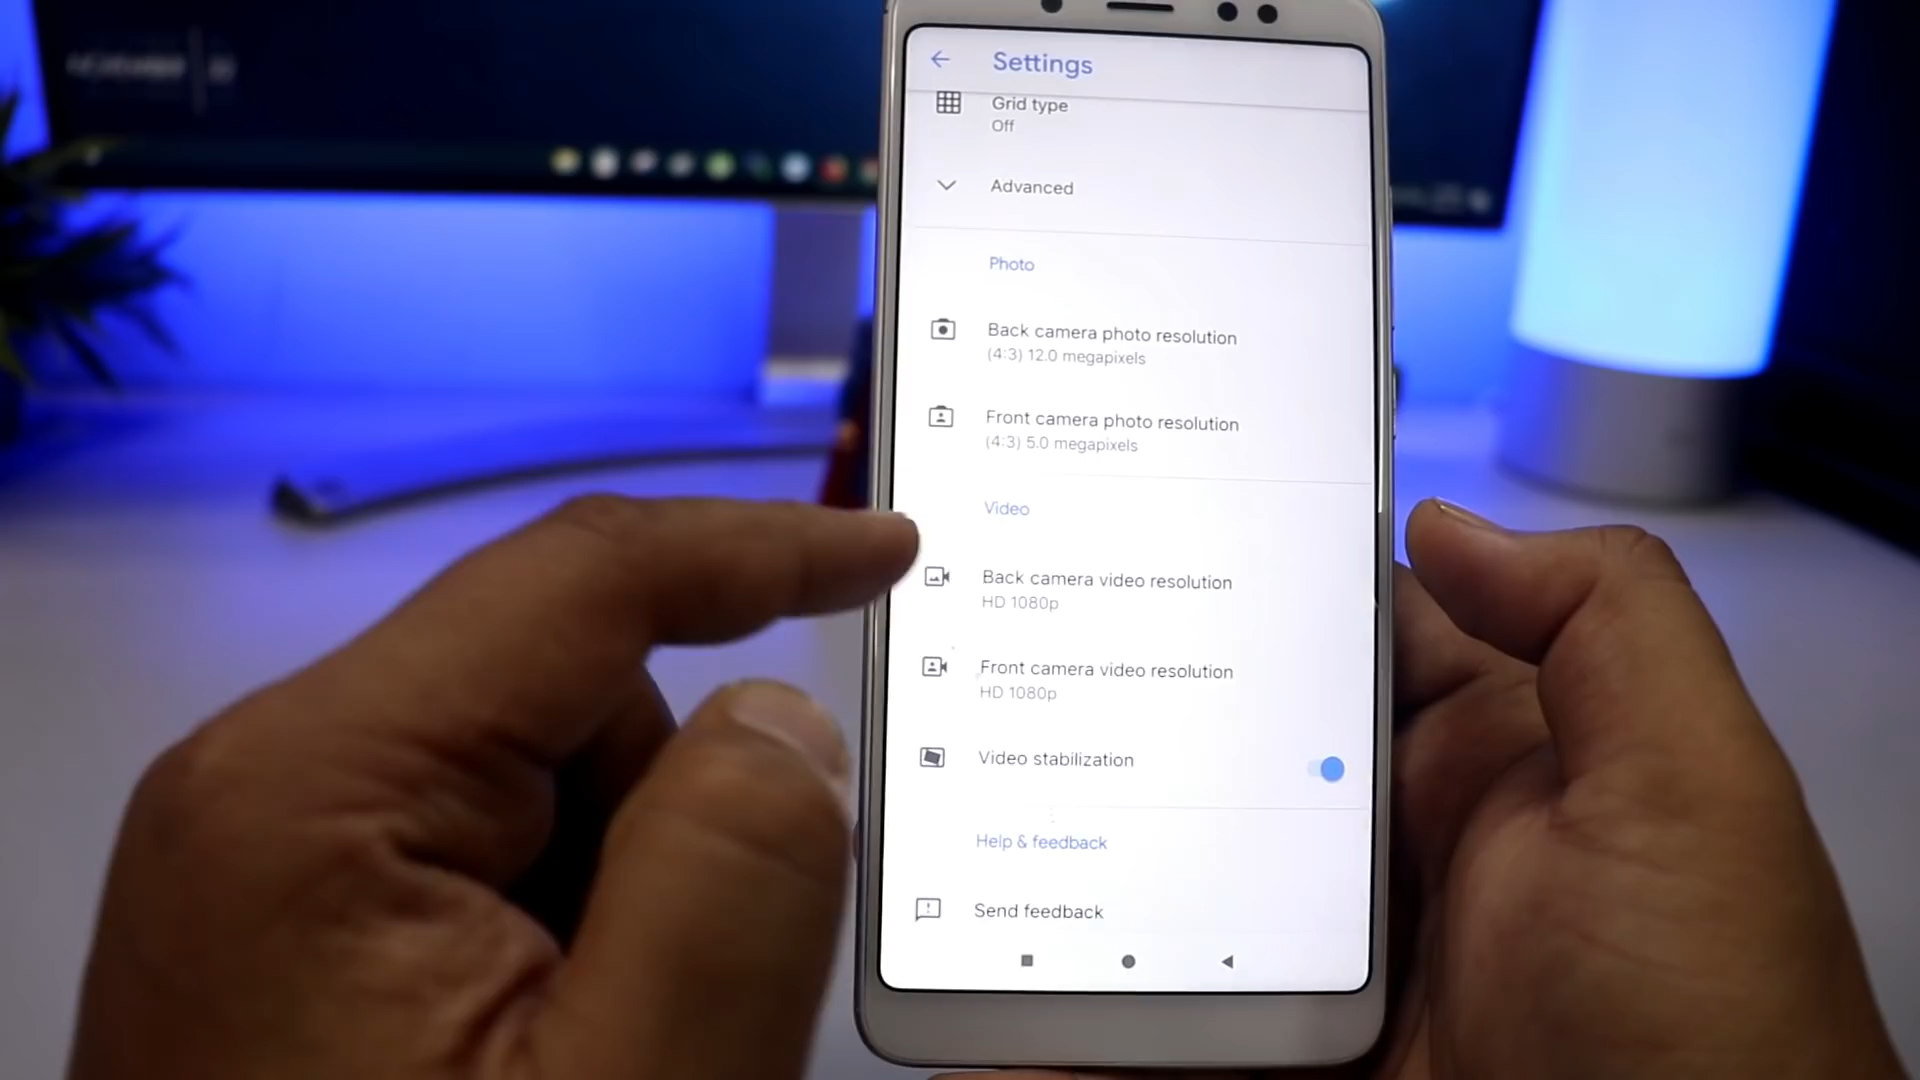 Settings
Grid type
Off
Advanced
Photo
Back camera photo resolution
(4:3) 12.0 megapixels
Front camera photo resolution
(4:3) 5.0 megapixels
Video
Back camera video resolution
HD 1080p
Front camera video resolution
HD 1080p
Video stabilization
Help & feedback
Send feedback